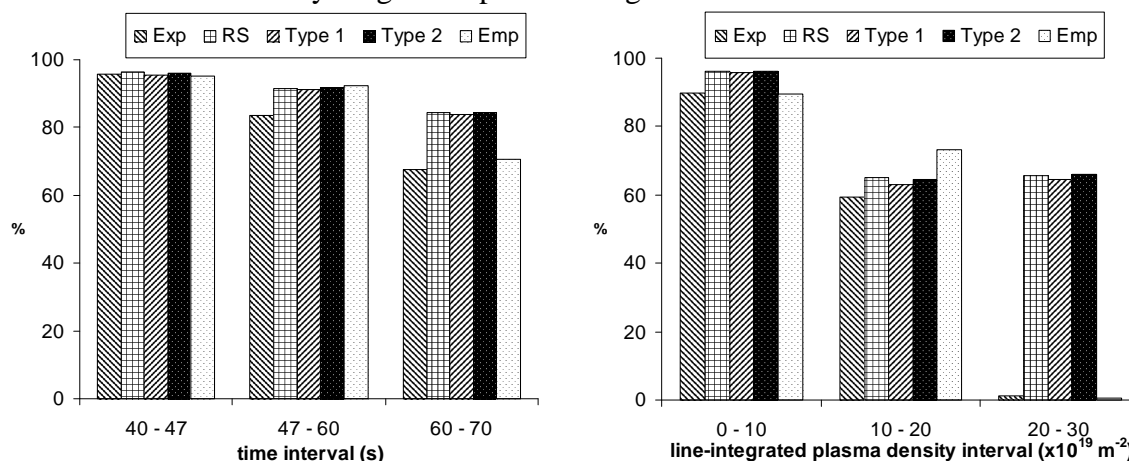 Exp RS Type 1 Type 2 Emp
100
80
60
%
40
20
0
40 - 47 47 - 60 60 - 70
time interval (s)
Exp RS Type 1 Type 2 Emp
100
80
60
%
40
20
0
0 - 10 10 - 20 20 - 30
line-integrated plasma density interval (x10¹⁹ m⁻²)